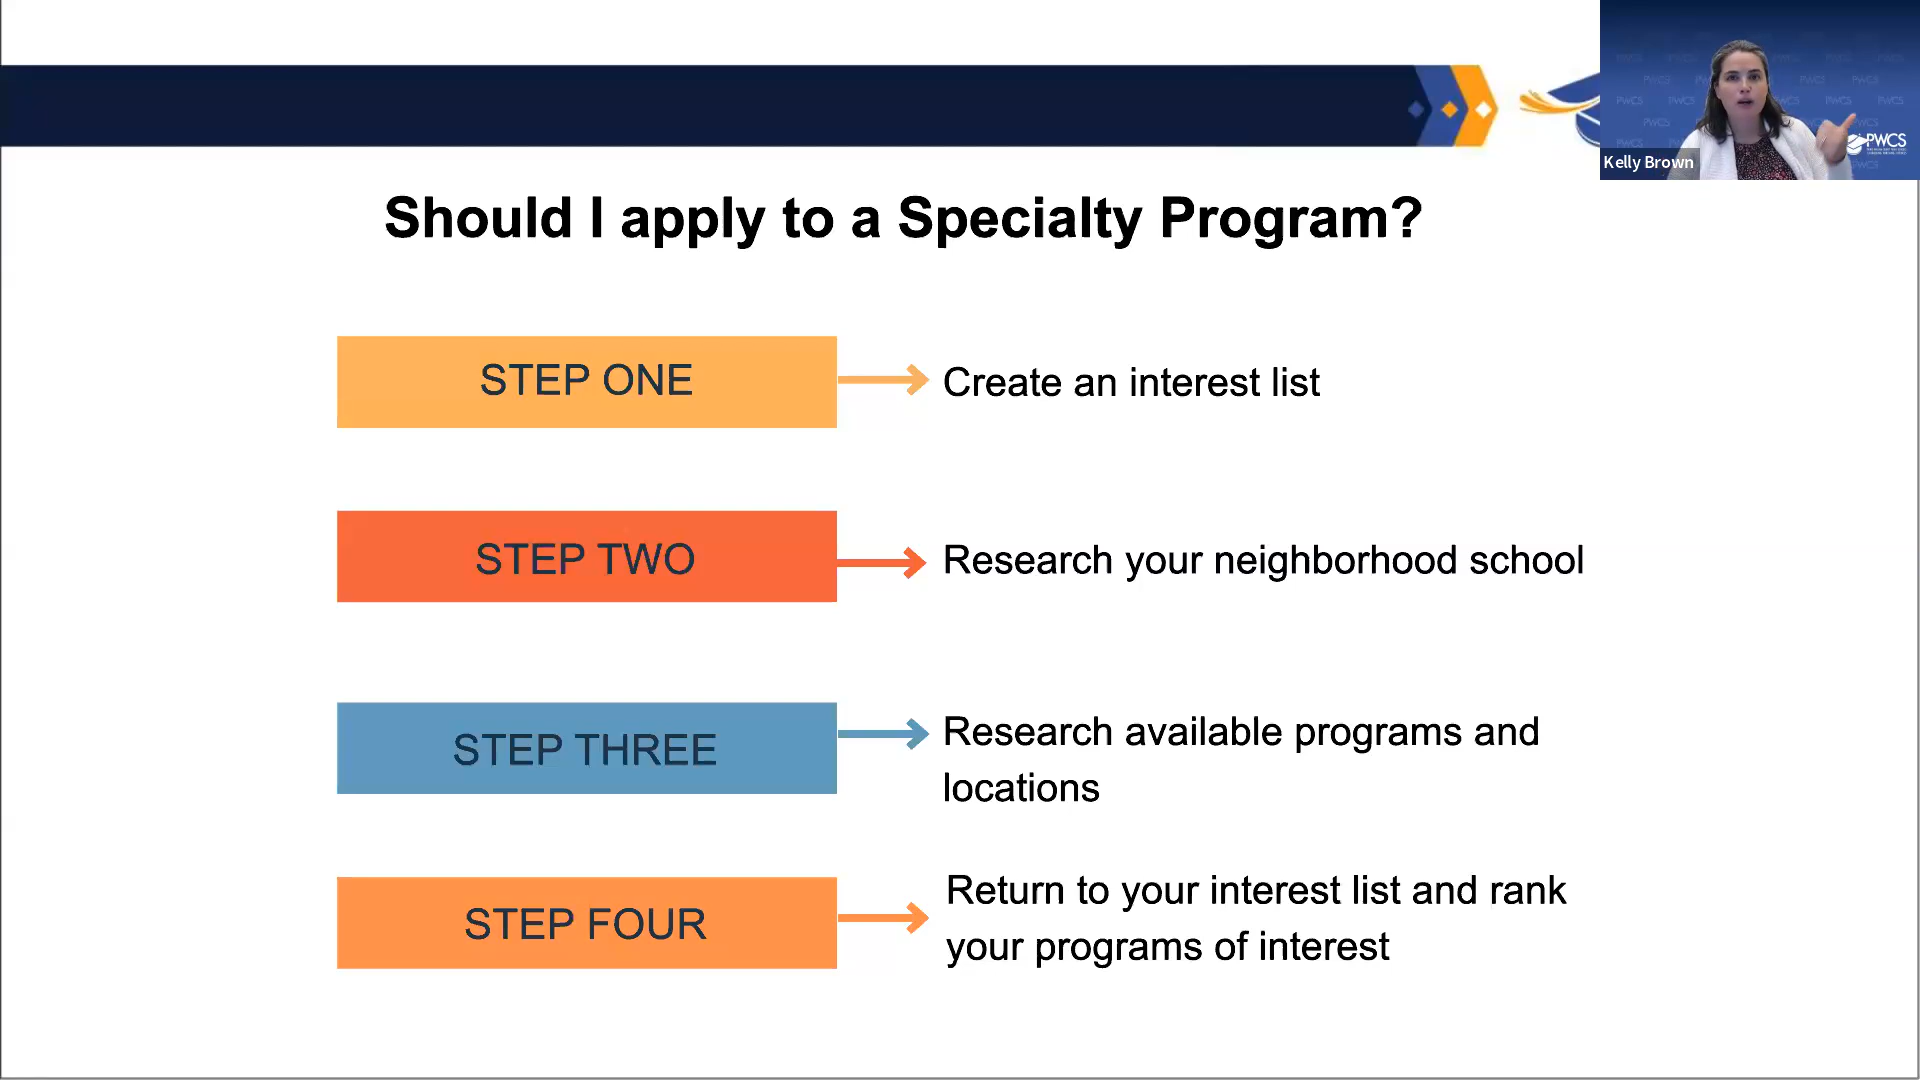 Should I apply to a Specialty Program?
STEP ONE
Create an interest list
STEP TWO
Research your neighborhood school
STEP THREE
Research available programs and
locations
STEP FOUR
Return to your interest list and rank
your programs of interest
Kelly Brown
PWCS